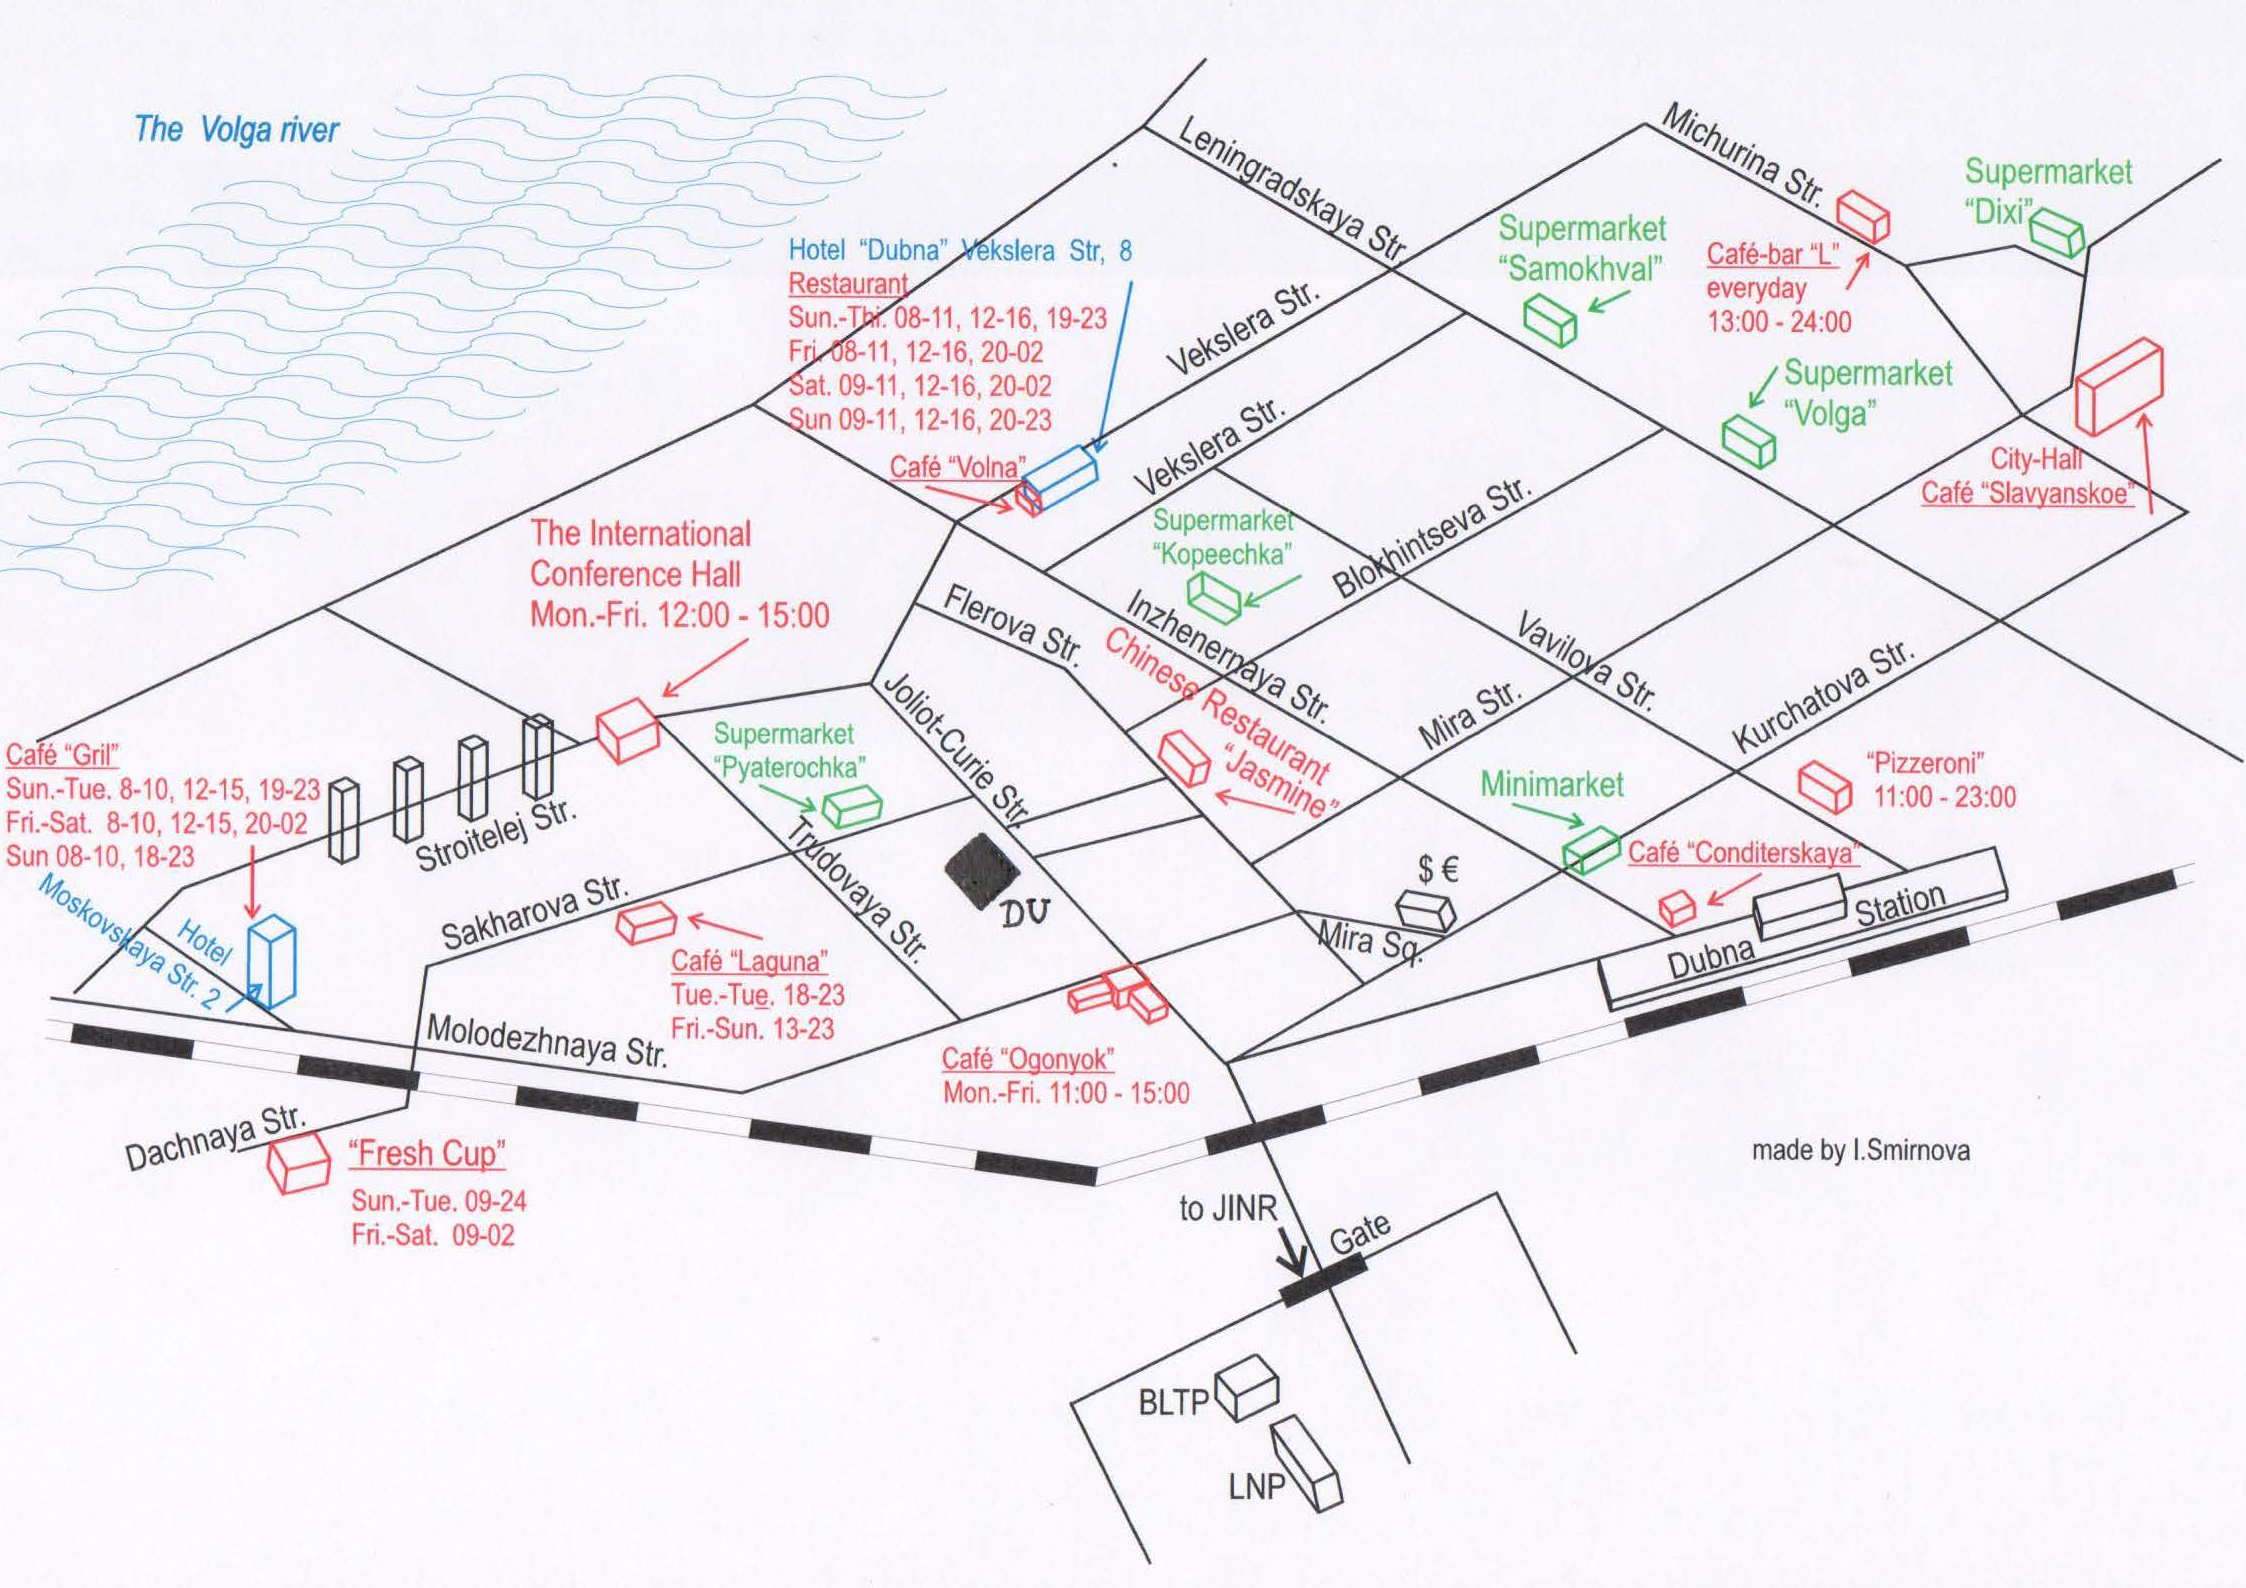 The Volga river
Leningradskaya Str.
Michurina Str.
Supermarket
"Dixi"
Supermarket
"Samokhval"
Café-bar "L"
everyday
13:00 - 24:00
Hotel "Dubna" Vekslera Str, 8
Restaurant
Sun.-Thi. 08-11, 12-16, 19-23
Fri. 08-11, 12-16, 20-02
Sat. 09-11, 12-16, 20-02
Sun 09-11, 12-16, 20-23
Vekslera Str.
Supermarket
"Volga"
Vekslera Str.
Café "Volna"
City-Hall
Café "Slavyanskoe"
The International
Conference Hall
Mon.-Fri. 12:00 - 15:00
Supermarket
"Kopeechka"
Blokhintseva Str.
Flerova Str.
Inzhenernaya Str.
Vavilova Str.
Chinese Restaurant
"Jasmine"
Mira Str.
Kurchatova Str.
Joliot-Curie Str.
Supermarket
"Pyaterochka"
Café "Gril"
Sun.-Tue. 8-10, 12-15, 19-23
Fri.-Sat. 8-10, 12-15, 20-02
Sun 08-10, 18-23
Stroitelej Str.
Minimarket
"Pizzeroni"
11:00 - 23:00
Trudovaya Str.
$ €
Café "Conditerskaya"
Moskovskaya Str. 2
Hotel
Sakharova Str.
DU
Mira Sq.
Dubna Station
Café "Laguna"
Tue.-Tue. 18-23
Fri.-Sun. 13-23
Molodezhnaya Str.
Café "Ogonyok"
Mon.-Fri. 11:00 - 15:00
Dachnaya Str.
"Fresh Cup"
Sun.-Tue. 09-24
Fri.-Sat. 09-02
made by I.Smirnova
to JINR
Gate
BLTP
LNP